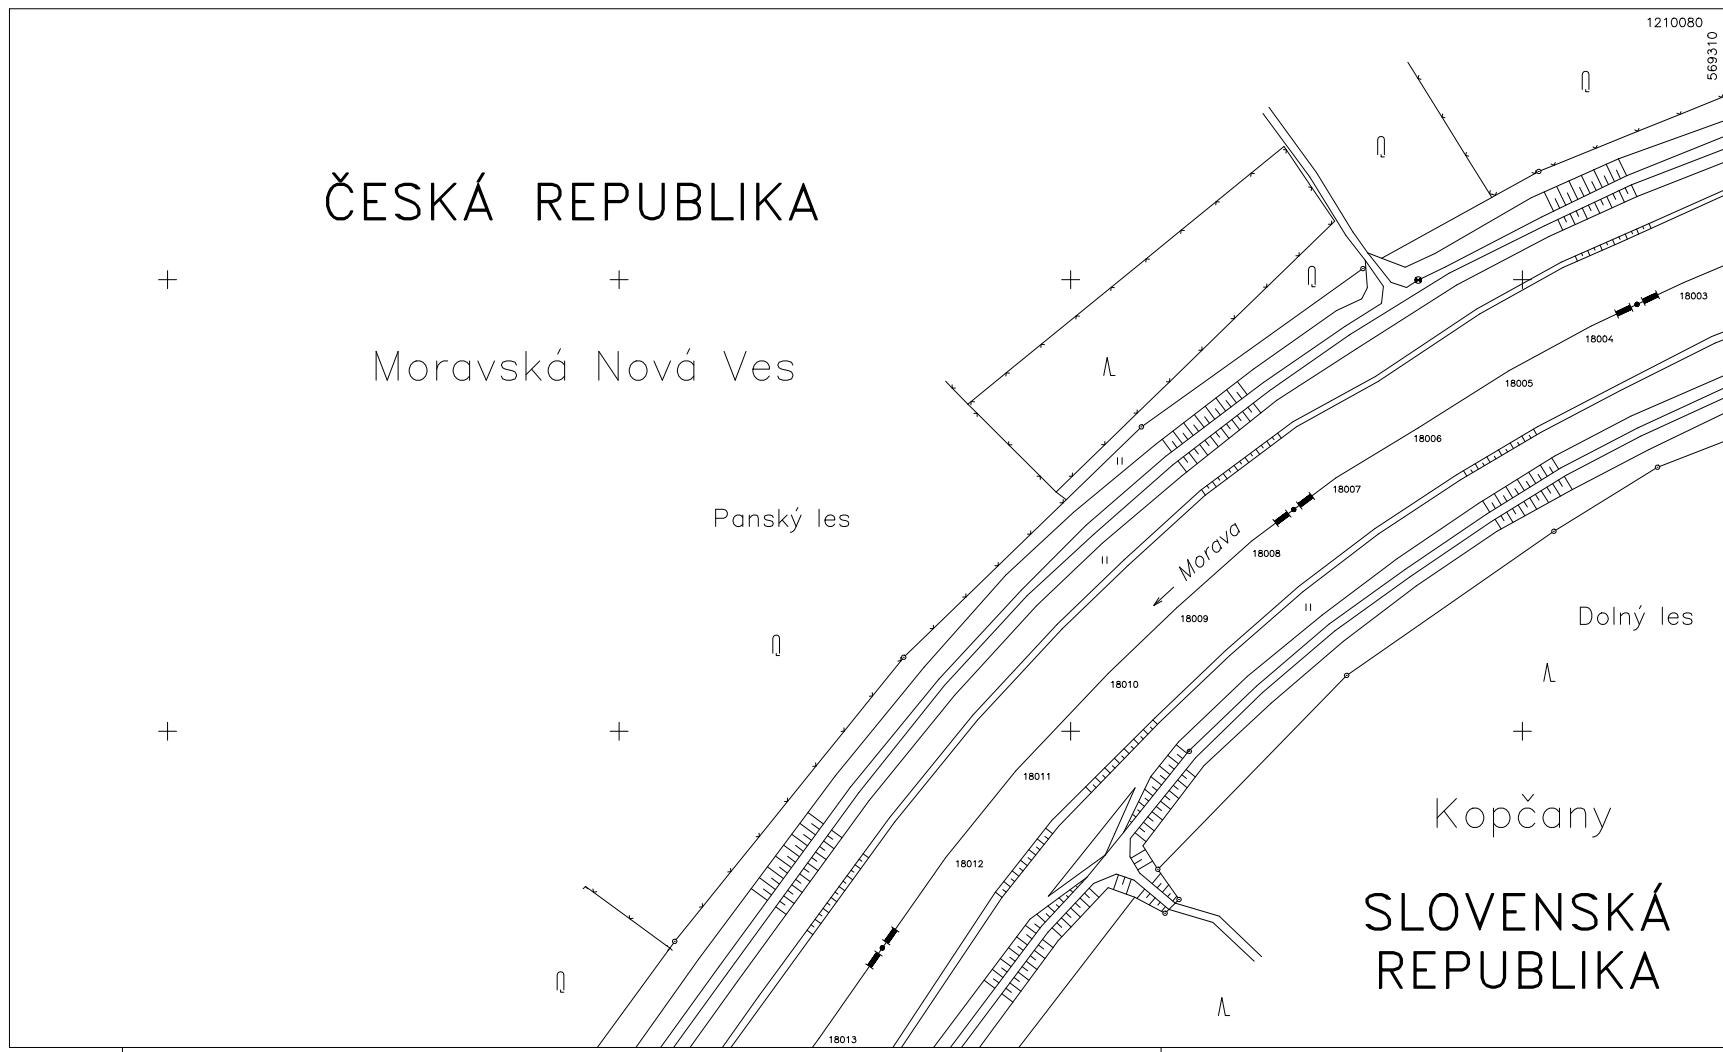 1210080
569310
ČESKÁ REPUBLIKA
18003
18004
Moravská Nová Ves
18005
18006
18007
Panský les
Morava
18008
18009
Dolný les
18010
18011
Kopčany
18012
SLOVENSKÁ
REPUBLIKA
18013